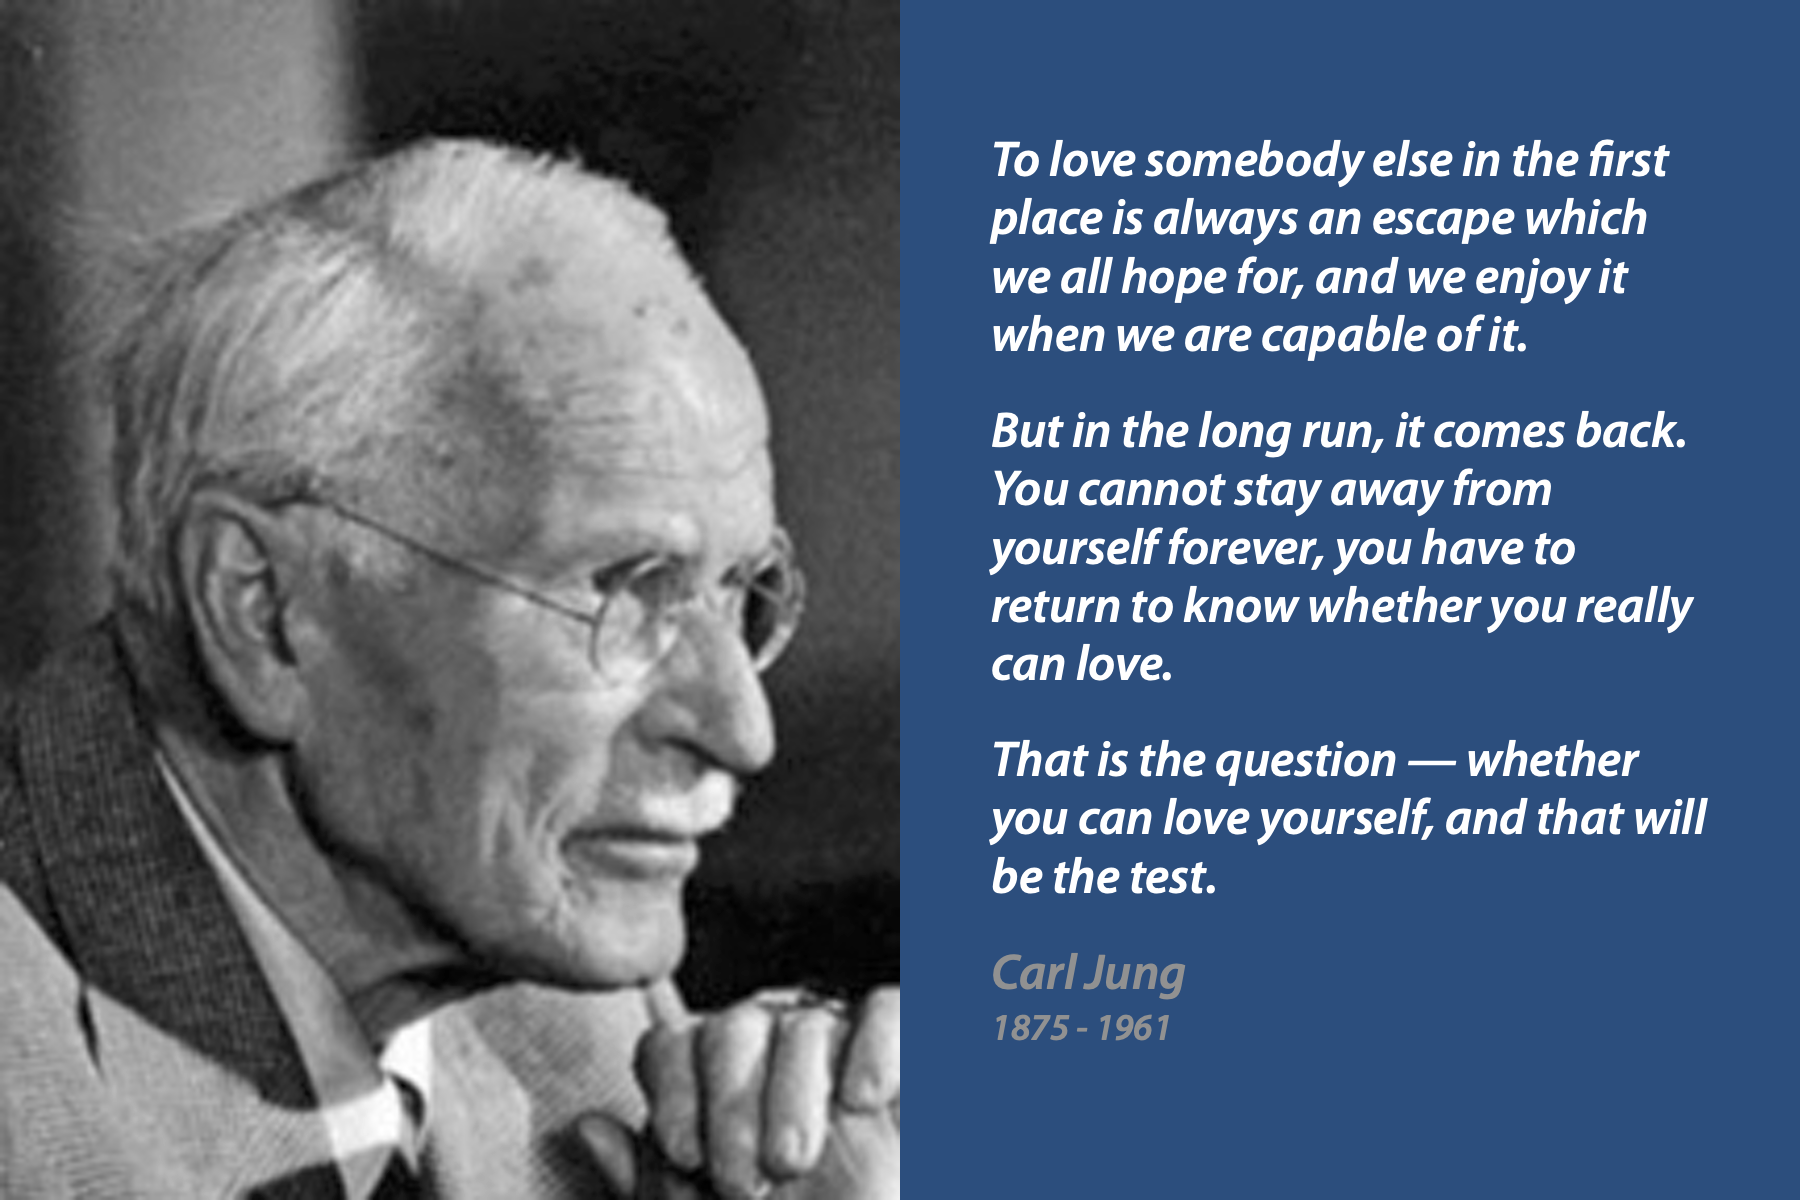 To love somebody else in the first
place is always an escape which
we all hope for, and we enjoy it
when we are capable of it.
But in the long run, it comes back.
You cannot stay away from
yourself forever, you have to
return to know whether you really
can love.
That is the question — whether
you can love yourself, and that will
be the test.
Carl Jung
1875 - 1961